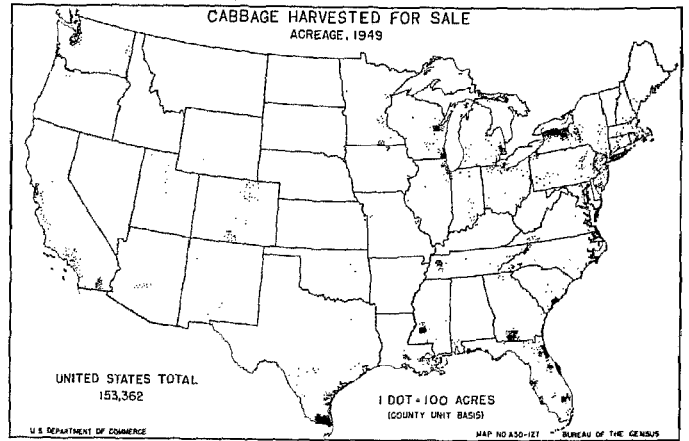 CABBAGE HARVESTED FOR SALE
ACREAGE, 1949
UNITED STATES TOTAL
153,362
1 DOT = 100 ACRES
(COUNTY UNIT BASIS)
U S DEPARTMENT OF COMMERCE
MAP NO A50-127
BUREAU OF THE CENSUS